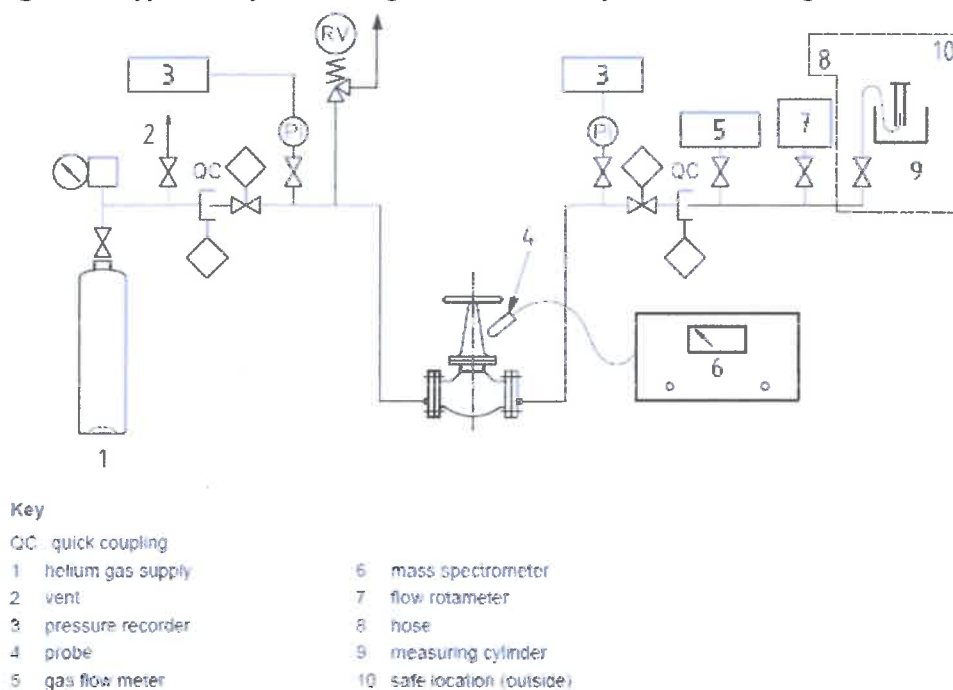 RV
3
3
8
10
2
PI
PI
5
7
QC
QC
9
4
6
1
Key
QC quick coupling
1 helium gas supply
2 vent
3 pressure recorder
4 probe
5 gas flow meter
6 mass spectrometer
7 flow rotameter
8 hose
9 measuring cylinder
10 safe location (outside)